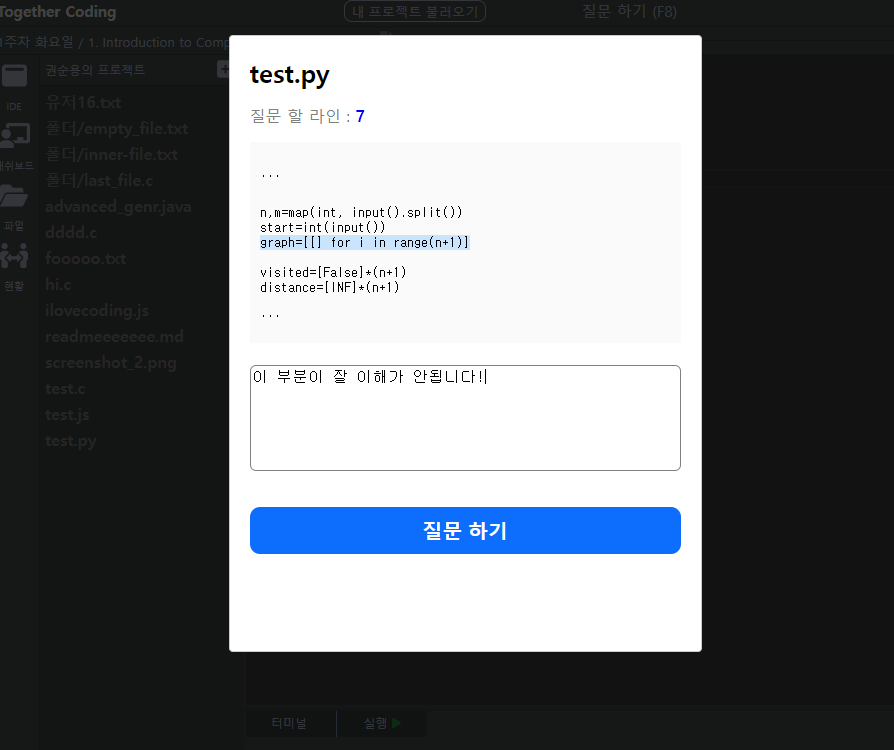 Together Coding
내 프로젝트 불러오기
질문 하기 (F8)
1주차 화요일 / 1. Introduction to Comp
권순용의 프로젝트
IDE
파일
현황
유저16.txt
폴더/empty_file.txt
폴더/inner-file.txt
폴더/last_file.c
advanced_genr.java
dddd.c
fooooo.txt
hi.c
ilovecoding.js
readmeeeeeee.md
screenshot_2.png
test.c
test.js
test.py
test.py
질문 할 라인 : 7
...
n,m=map(int, input().split())
start=int(input())
graph=[[] for i in range(n+1)]
visited=[False]*(n+1)
distance=[INF]*(n+1)
...
이 부분이 잘 이해가 안됩니다!
질문 하기
터미널
실행